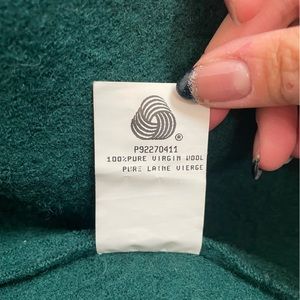 ®
P92270411
100%PURE VIRGIN WOOL
PURE LAINE VIERGE